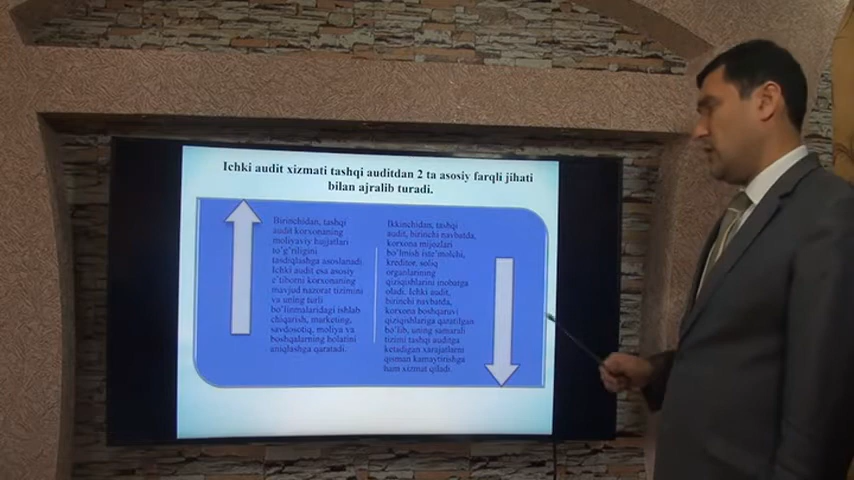 Ichki audit xizmati tashqi auditdan 2 ta asosiy farqli jihati
bilan ajralib turadi.
Birinchidan, tashqi
audit korxonaning
moliyaviy hajjatlari
to'g'riligini
tasdiqlashga asoslanadi.
Ichki audit esa asosiy
e'tiborni korxonaning
mavjud nazorat tizimini
va uning turli
bo'linmalaridagi ishlab
chiqarish, marketing,
savdosotiq, moliya va
boshqalarning holatini
aniqlashga qaratadi.
Ikkinchidan, tashqi
audit, birinchi navbatda,
korxona mijozlari
bo'lmish iste'molchi,
kreditor, soliq
organlarining
qiziqishlarini inobatga
oladi. Ichki audit,
birinchi navbatda,
korxona boshqaruvi
qiziqishlariga qaratilgan
bo'lib, uning samarali
tizimi tashqi auditga
ketadigan xarajatlarni
qisman kamaytirishga
ham xizmat qiladi.